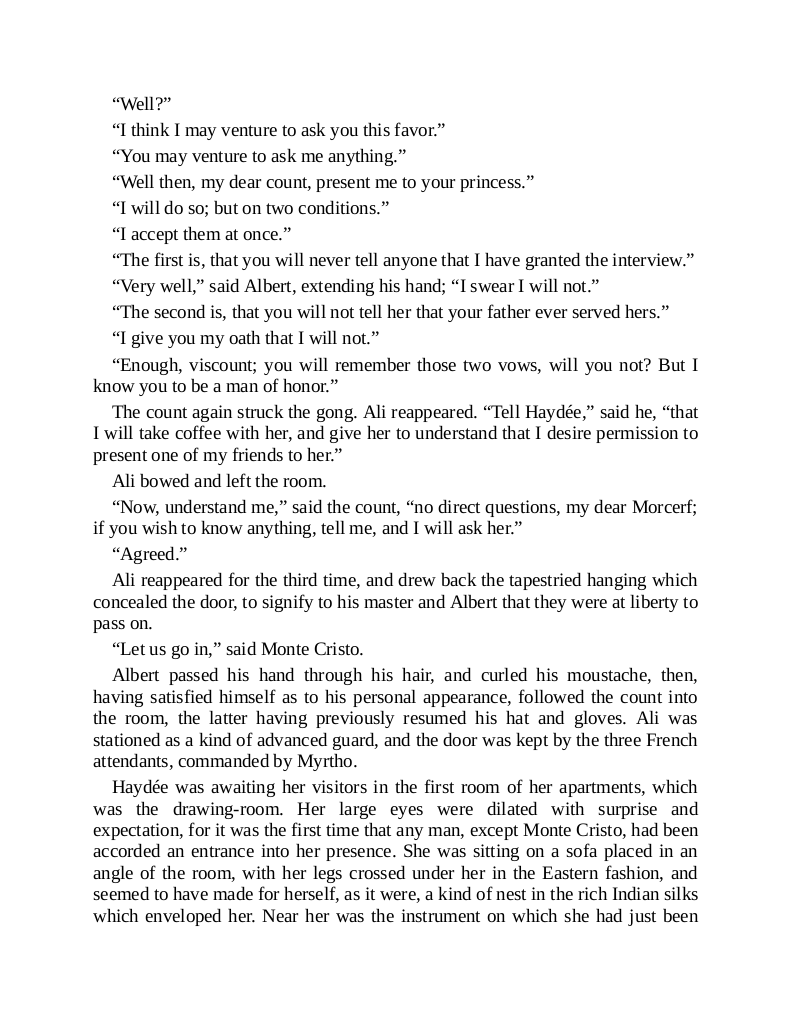 “Well?”
“I think I may venture to ask you this favor.”
“You may venture to ask me anything.”
“Well then, my dear count, present me to your princess.”
“I will do so; but on two conditions.”
“I accept them at once.”
“The first is, that you will never tell anyone that I have granted the interview.”
“Very well,” said Albert, extending his hand; “I swear I will not.”
“The second is, that you will not tell her that your father ever served hers.”
“I give you my oath that I will not.”
“Enough, viscount; you will remember those two vows, will you not? But I
know you to be a man of honor.”
The count again struck the gong. Ali reappeared. “Tell Haydée,” said he, “that
I will take coffee with her, and give her to understand that I desire permission to
present one of my friends to her.”
Ali bowed and left the room.
“Now, understand me,” said the count, “no direct questions, my dear Morcerf;
if you wish to know anything, tell me, and I will ask her.”
“Agreed.”
Ali reappeared for the third time, and drew back the tapestried hanging which
concealed the door, to signify to his master and Albert that they were at liberty to
pass on.
“Let us go in,” said Monte Cristo.
Albert passed his hand through his hair, and curled his moustache, then,
having satisfied himself as to his personal appearance, followed the count into
the room, the latter having previously resumed his hat and gloves. Ali was
stationed as a kind of advanced guard, and the door was kept by the three French
attendants, commanded by Myrtho.
Haydée was awaiting her visitors in the first room of her apartments, which
was the drawing-room. Her large eyes were dilated with surprise and
expectation, for it was the first time that any man, except Monte Cristo, had been
accorded an entrance into her presence. She was sitting on a sofa placed in an
angle of the room, with her legs crossed under her in the Eastern fashion, and
seemed to have made for herself, as it were, a kind of nest in the rich Indian silks
which enveloped her. Near her was the instrument on which she had just been